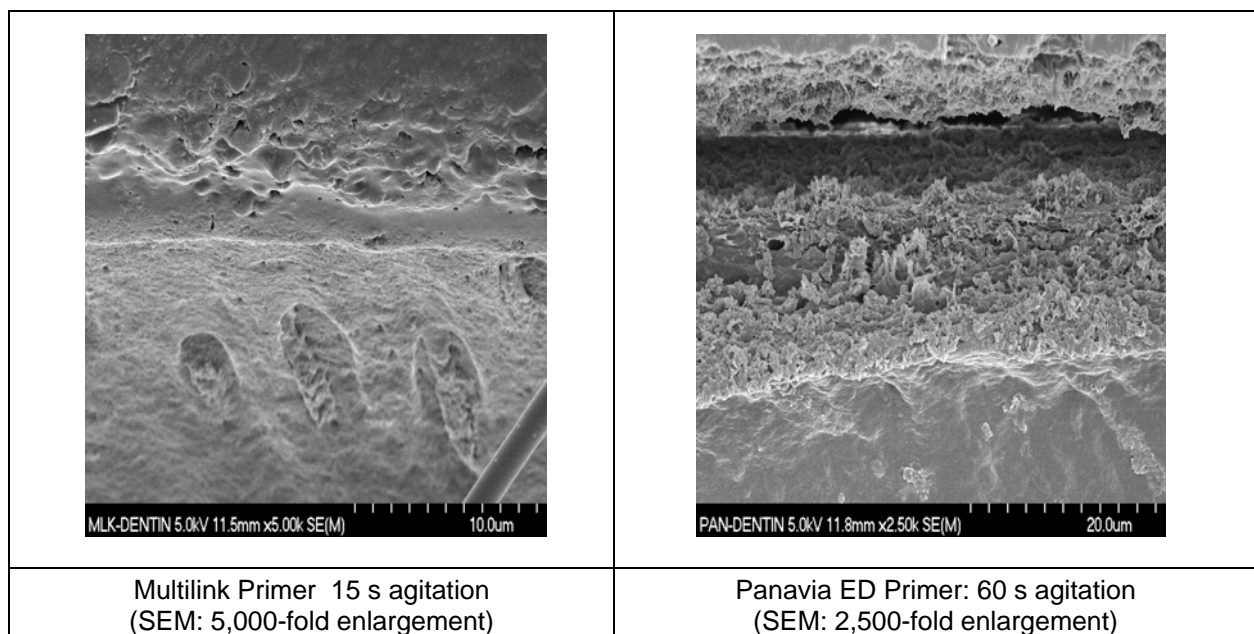 MLK-DENTIN 5.0kV 11.5mm x5.00k SE(M) 10.0um
PAN-DENTIN 5.0kV 11.8mm x2.50k SE(M) 20.0um
Multilink Primer 15 s agitation
(SEM: 5,000-fold enlargement)
Panavia ED Primer: 60 s agitation
(SEM: 2,500-fold enlargement)